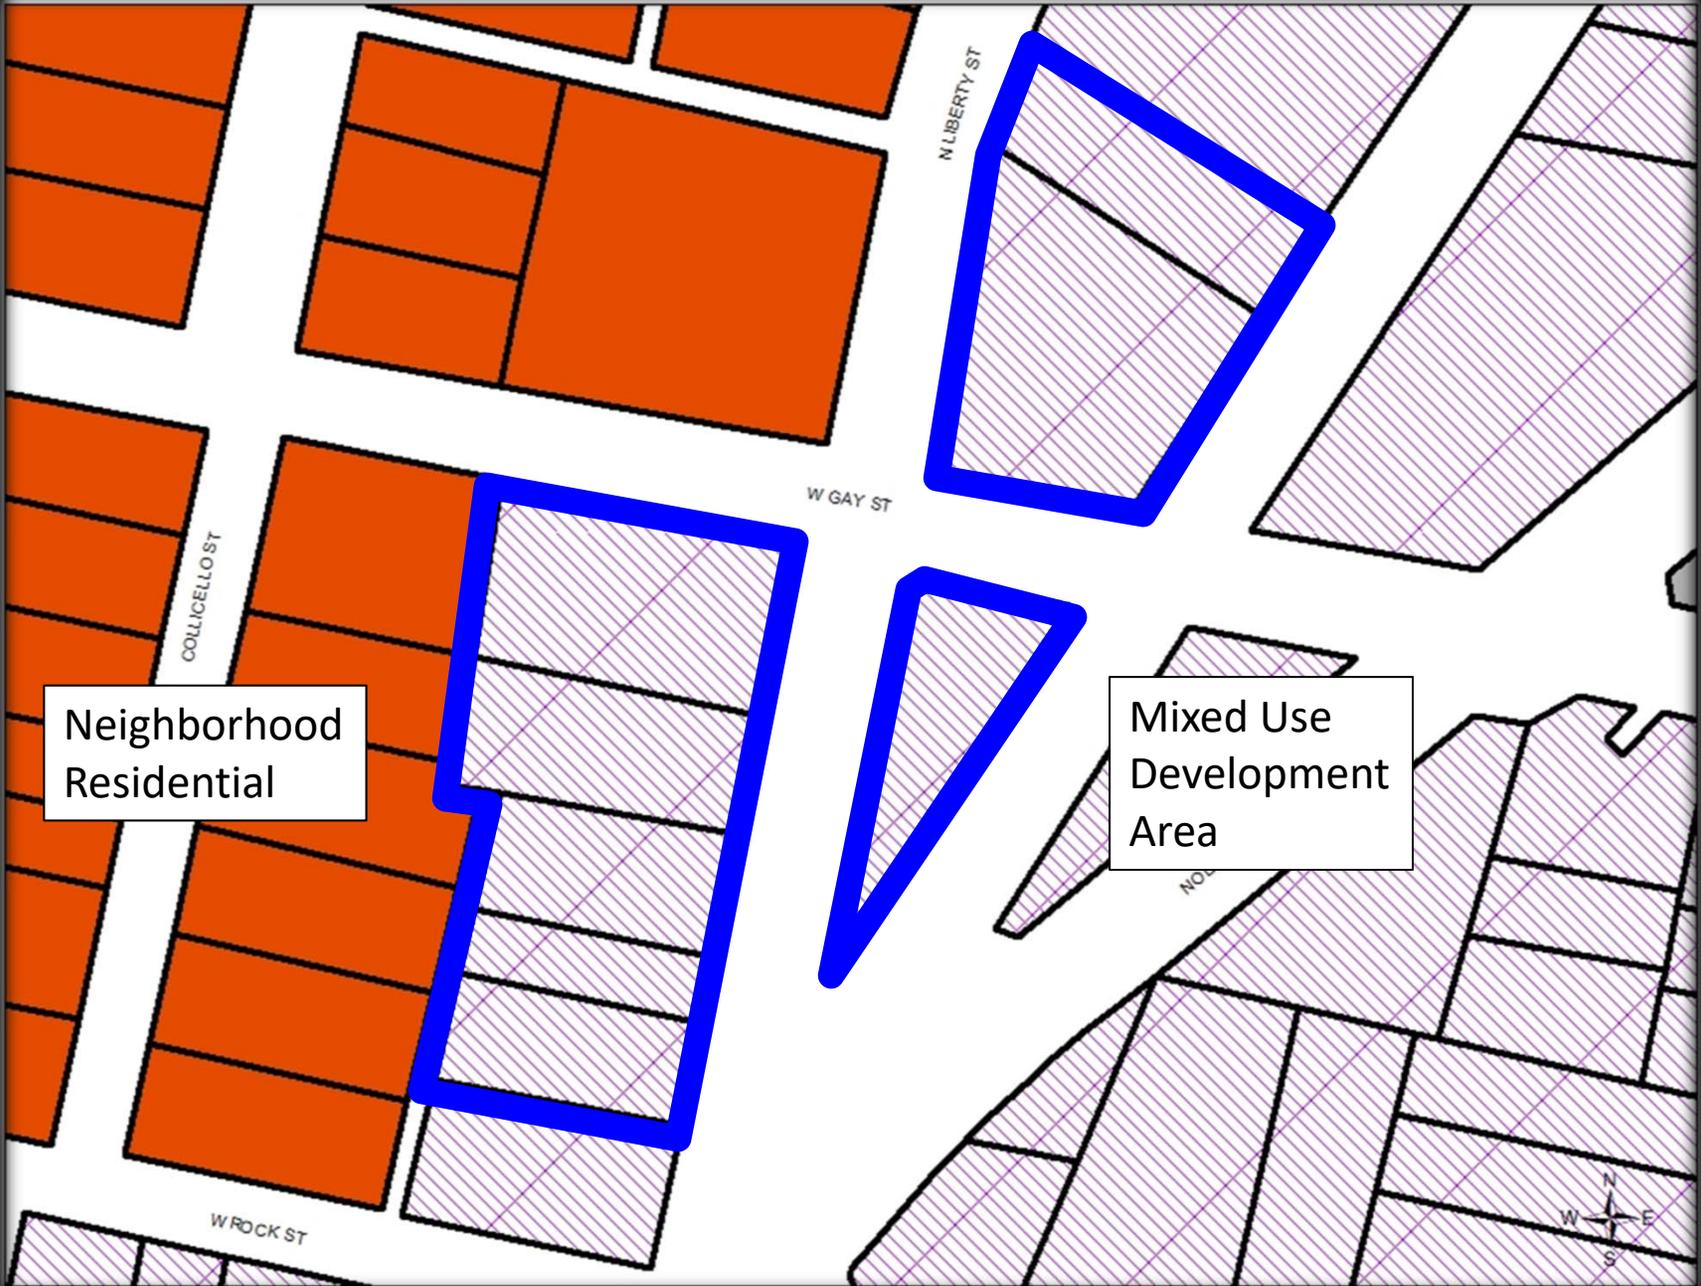 N LIBERTY ST
W GAY ST
COLLICELLO ST
Neighborhood
Residential
Mixed Use
Development
Area
W ROCK ST
N
W E
S